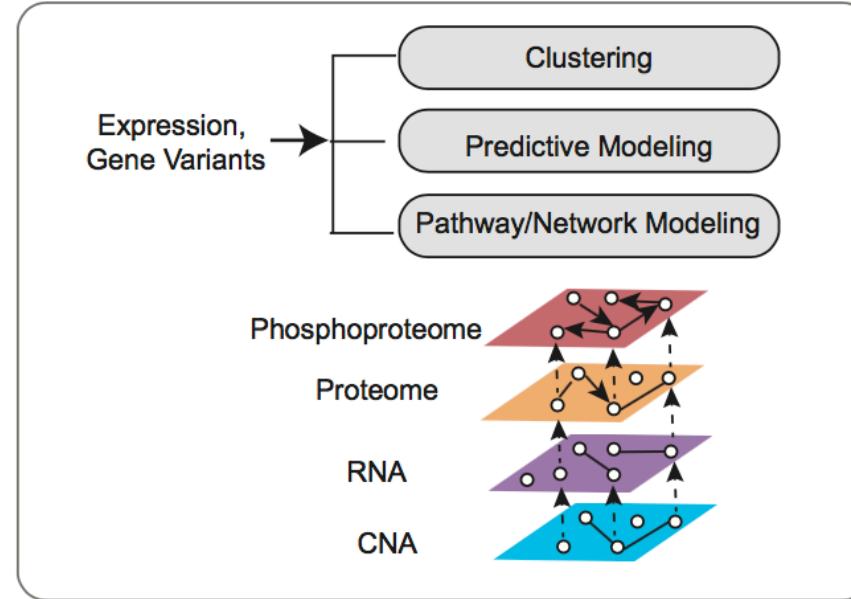 Clustering
Expression,
Gene Variants
Predictive Modeling
Pathway/Network Modeling
Phosphoproteome
Proteome
RNA
CNA